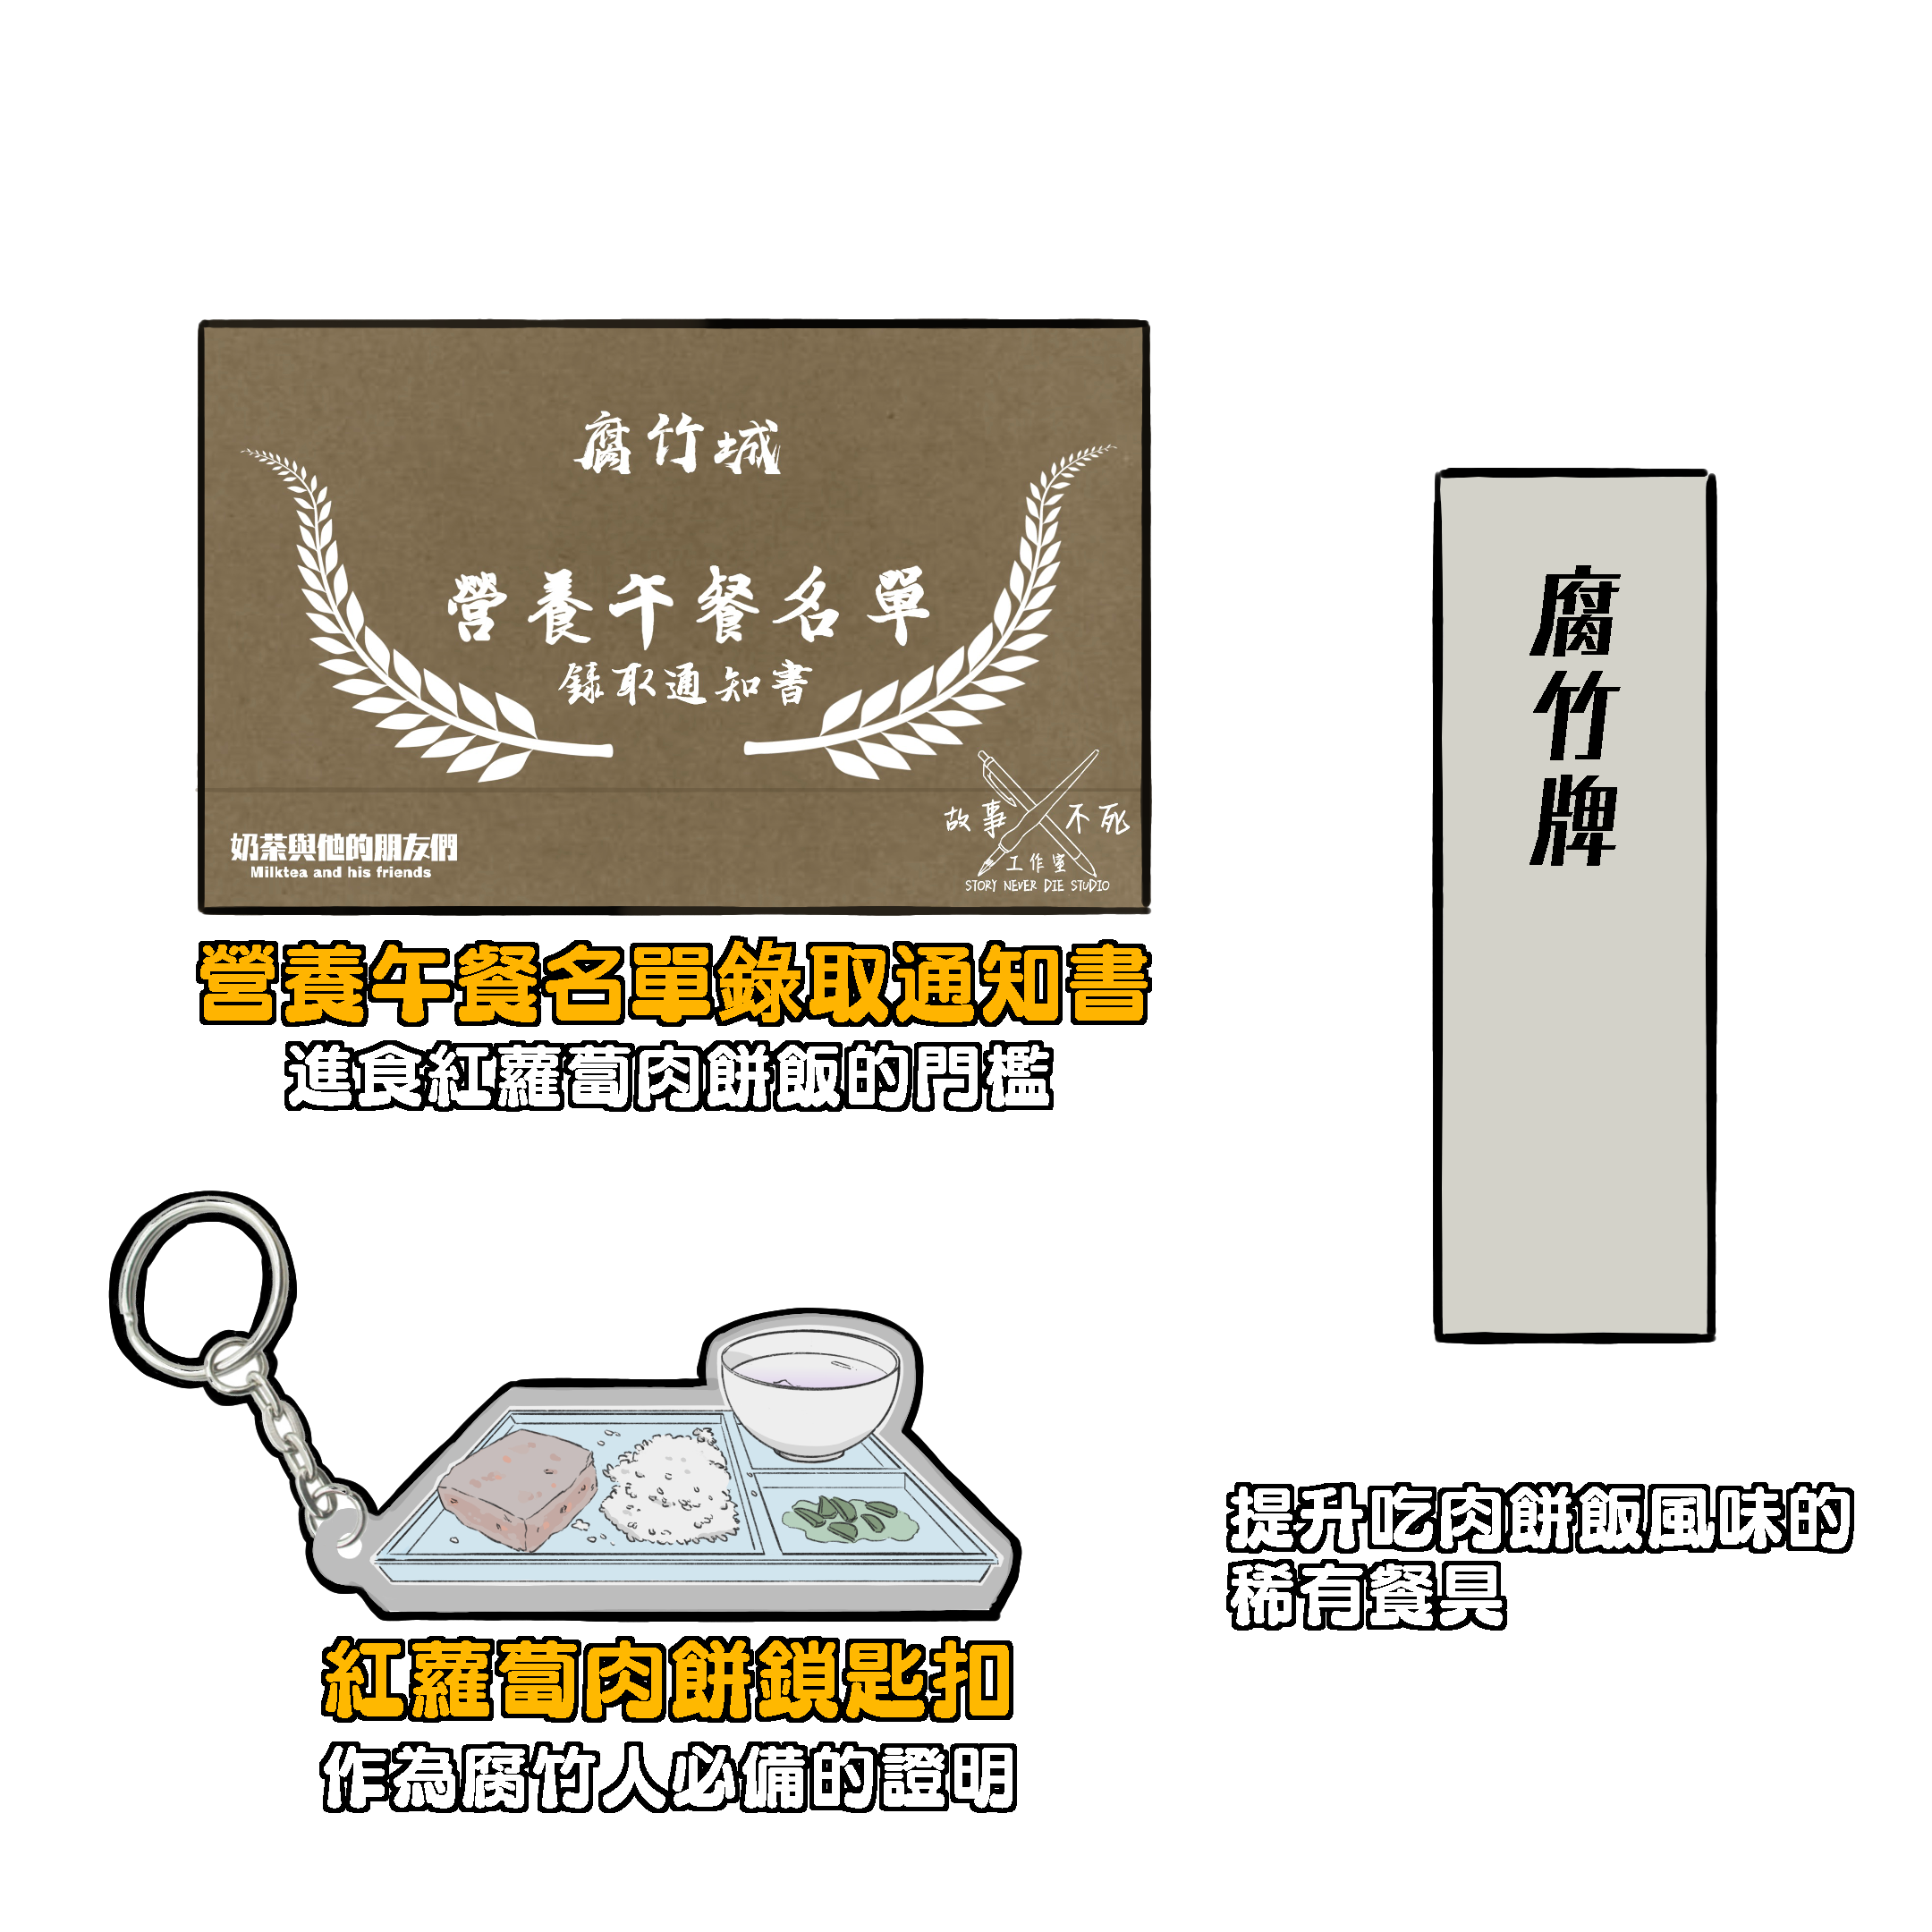 腐竹城
營養午餐名單
錄取通知書
奶茶與他的朋友們
Milktea and his friends
故事不死
工作室
STORY NEVER DIE STUDIO
營養午餐名單錄取通知書
進食紅蘿蔔肉餅飯的門檻
腐竹牌
紅蘿蔔肉餅鎖匙扣
作為腐竹人必備的證明
提升吃肉餅飯風味的
稀有餐具